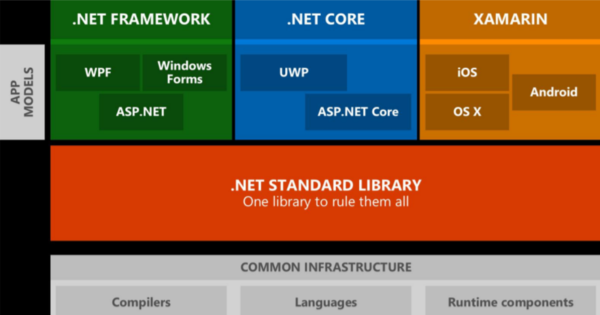 .NET FRAMEWORK
.NET CORE
XAMARIN
APP
MODELS
WPF
Windows
Forms
ASP.NET
UWP
ASP.NET Core
iOS
Android
OS X
.NET STANDARD LIBRARY
One library to rule them all
COMMON INFRASTRUCTURE
Compilers
Languages
Runtime components